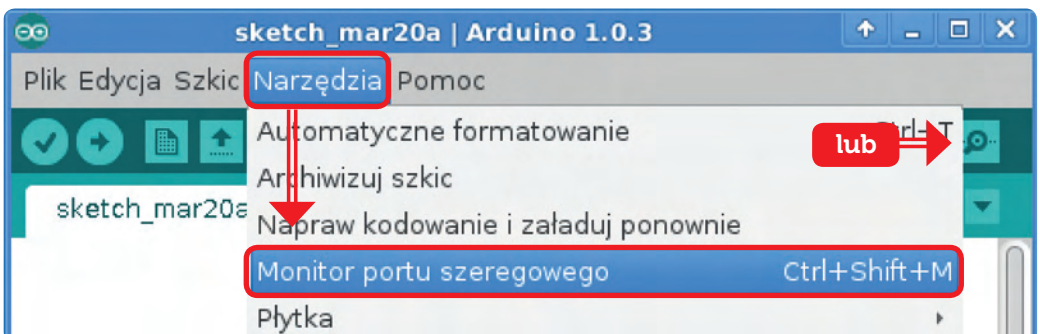 sketch_mar20a | Arduino 1.0.3
Plik Edycja Szkic Narzędzia Pomoc
Automatyczne formatowanie Ctrl+T
lub
Archiwizuj szkic
sketch_mar20a
Napraw kodowanie i załaduj ponownie
Monitor portu szeregowego Ctrl+Shift+M
Płytka